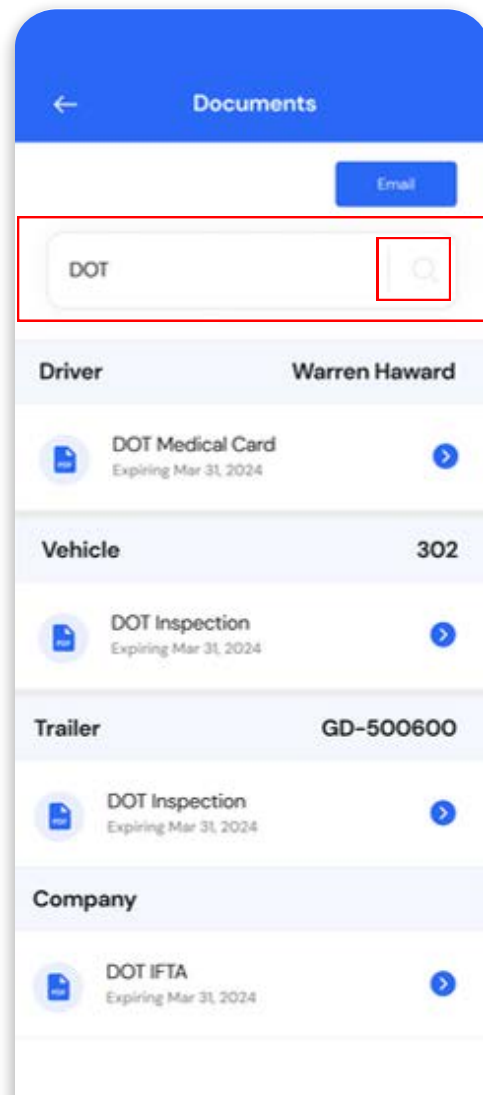 Documents
Email
DOT
Driver Warren Haward
DOT Medical Card
Expiring Mar 31, 2024
Vehicle 302
DOT Inspection
Expiring Mar 31, 2024
Trailer GD-500600
DOT Inspection
Expiring Mar 31, 2024
Company
DOT IFTA
Expiring Mar 31, 2024